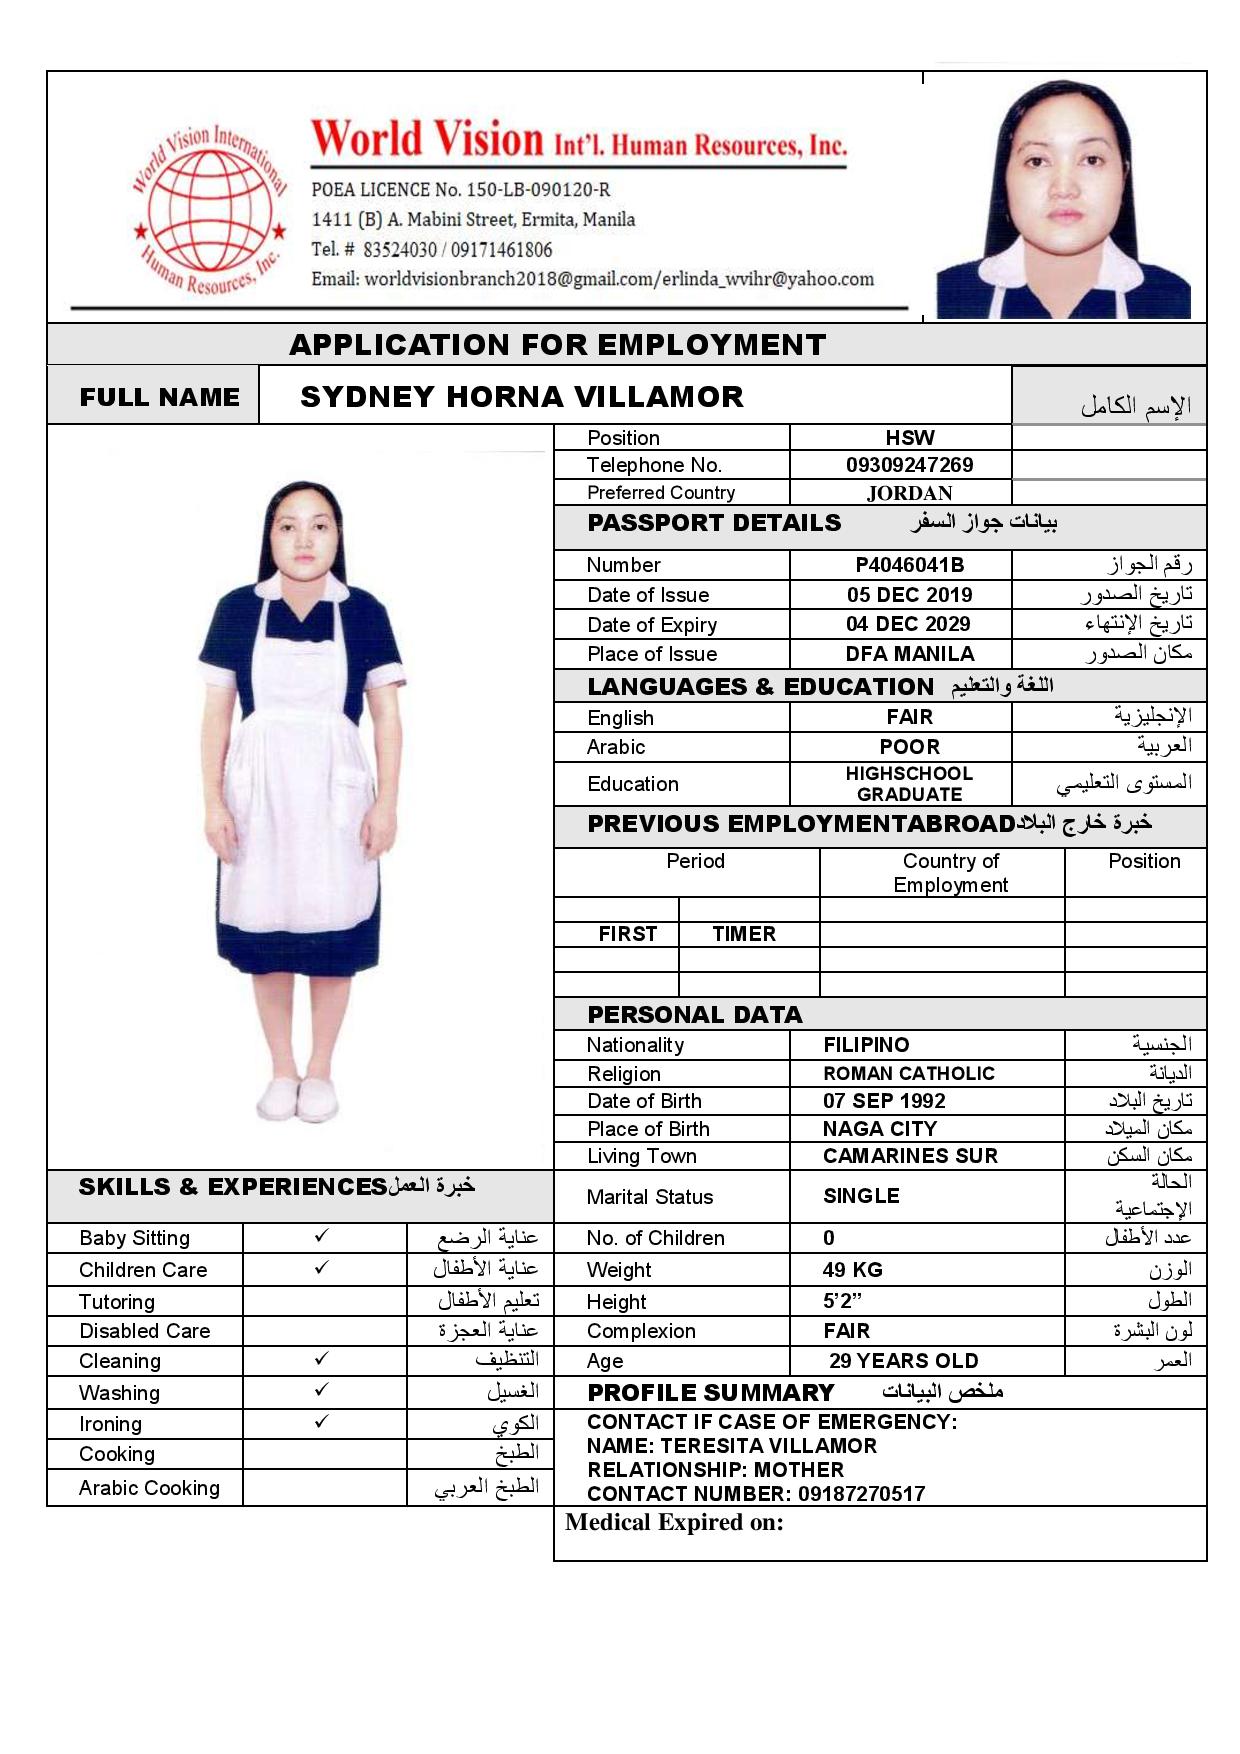 World Vision International
Human Resources, Inc.
World Vision Int'l. Human Resources, Inc.
POEA LICENCE No. 150-LB-090120-R
1411 (B) A. Mabini Street, Ermita, Manila
Tel. # 83524030 / 09171461806
Email: worldvisionbranch2018@gmail.com/erlinda_wvihr@yahoo.com
APPLICATION FOR EMPLOYMENT
FULL NAME SYDNEY HORNA VILLAMOR الإسم الكامل
Position HSW
Telephone No. 09309247269
Preferred Country JORDAN
PASSPORT DETAILS بيانات جواز السفر
Number P4046041B رقم الجواز
Date of Issue 05 DEC 2019 تاريخ الصدور
Date of Expiry 04 DEC 2029 تاريخ الإنتهاء
Place of Issue DFA MANILA مكان الصدور
LANGUAGES & EDUCATION اللغة والتعليم
English FAIR الإنجليزية
Arabic POOR العربية
Education HIGHSCHOOL GRADUATE المستوى التعليمي
PREVIOUS EMPLOYMENTABROAD خبرة خارج البلاد
Period Country of Employment Position
FIRST TIMER
PERSONAL DATA
Nationality FILIPINO الجنسية
Religion ROMAN CATHOLIC الديانة
Date of Birth 07 SEP 1992 تاريخ البلاد
Place of Birth NAGA CITY مكان الميلاد
Living Town CAMARINES SUR مكان السكن
Marital Status SINGLE الحالة الإجتماعية
No. of Children 0 عدد الأطفال
Weight 49 KG الوزن
Height 5’2” الطول
Complexion FAIR لون البشرة
Age 29 YEARS OLD العمر
SKILLS & EXPERIENCES خبرة العمل
Baby Sitting ✓ عناية الرضع
Children Care ✓ عناية الأطفال
Tutoring تعليم الأطفال
Disabled Care عناية العجزة
Cleaning ✓ التنظيف
Washing ✓ الغسيل
Ironing ✓ الكوي
Cooking الطبخ
Arabic Cooking الطبخ العربي
PROFILE SUMMARY ملخص البيانات
CONTACT IF CASE OF EMERGENCY:
NAME: TERESITA VILLAMOR
RELATIONSHIP: MOTHER
CONTACT NUMBER: 09187270517
Medical Expired on: